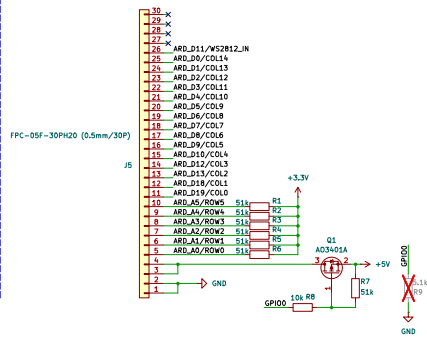 30
29
28
27
26 ARD_D11/WS2812_IN
25 ARD_D0/COL14
24 ARD_D1/COL13
23 ARD_D2/COL12
22 ARD_D3/COL11
21 ARD_D4/COL10
20 ARD_D5/COL9
19 ARD_D6/COL8
18 ARD_D7/COL7
17 ARD_D8/COL6
16 ARD_D9/COL5
15 ARD_D10/COL4
14 ARD_D12/COL3
13 ARD_D13/COL2
12 ARD_D18/COL1
11 ARD_D19/COL0
10 ARD_A5/ROW5 51k R1
9 ARD_A4/ROW4 51k R2
8 ARD_A3/ROW3 51k R3
7 ARD_A2/ROW2 51k R4
6 ARD_A1/ROW1 51k R5
5 ARD_A0/ROW0 51k R6
4
3
2
1
FPC-05F-30PH20 (0.5mm/30P)
J5
GND
+3.3V
Q1
AO3401A
3
2
1
+5V
R7
51k
GPIO0
10k R8
GPIO0
5.1k
R9
GND